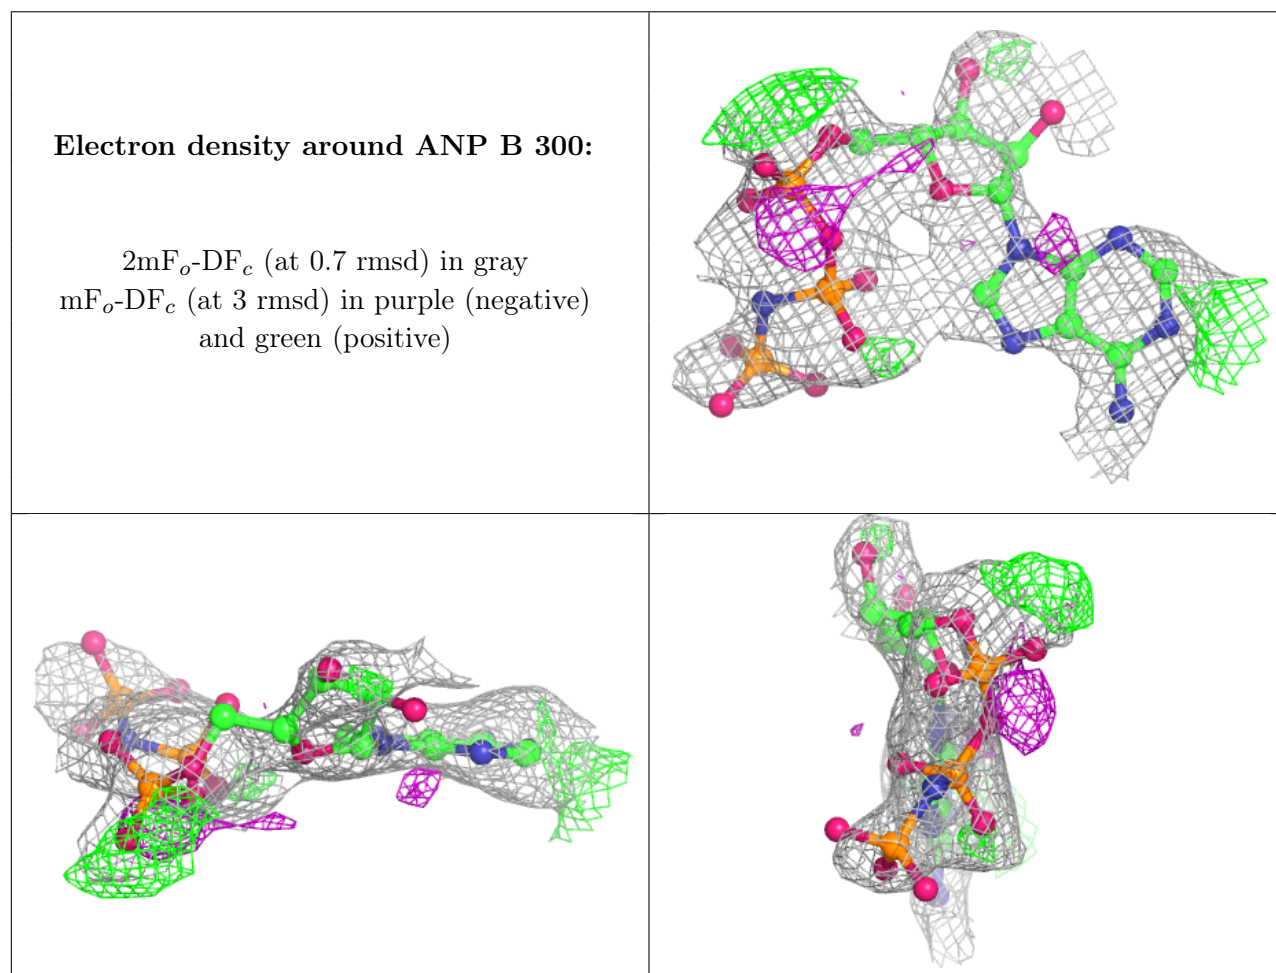 Electron density around ANP B 300:
2mFₒ-DF𝒸 (at 0.7 rmsd) in gray
mFₒ-DF𝒸 (at 3 rmsd) in purple (negative)
and green (positive)